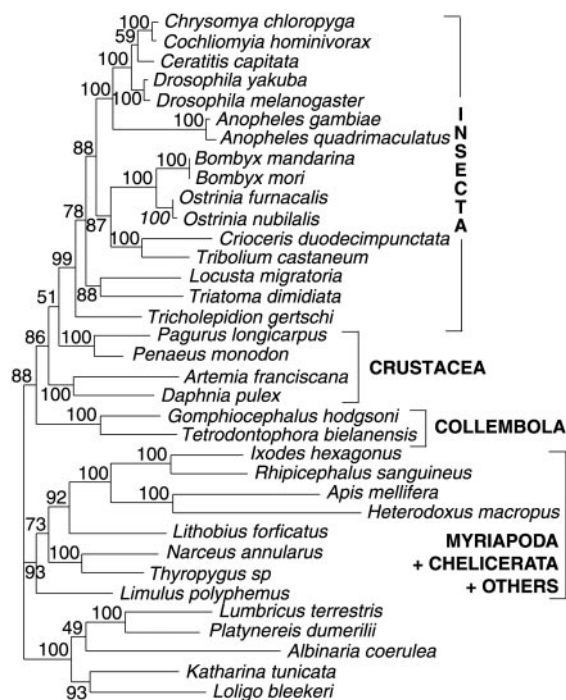 Chrysomya chloropyga
100
59
Cochliomyia hominivorax
100
Ceratitis capitata
Drosophila yakuba
100
100
Drosophila melanogaster
Anopheles gambiae
100
Anopheles quadrimaculatus
88
Bombyx mandarina
100
Bombyx mori
100
Ostrinia furnacalis
78
87
100
Ostrinia nubilalis
Crioceris duodecimpunctata
100
Tribolium castaneum
99
Locusta migratoria
88
Triatoma dimidiata
51
Tricholepidion gertschi
INSECTA
86
100
Pagurus longicarpus
Penaeus monodon
88
Artemia franciscana
100
Daphnia pulex
CRUSTACEA
Gomphiocephalus hodgsoni
100
Tetrodontophora bielanensis
COLLEMBOLA
Ixodes hexagonus
100
100
Rhipicephalus sanguineus
92
Apis mellifera
100
Heterodoxus macropus
73
Lithobius forficatus
Narceus annularus
100
93
Thyropygus sp
Limulus polyphemus
MYRIAPODA
+ CHELICERATA
+ OTHERS
Lumbricus terrestris
100
49
Platynereis dumerilii
100
Albinaria coerulea
Katharina tunicata
93
Loligo bleekeri